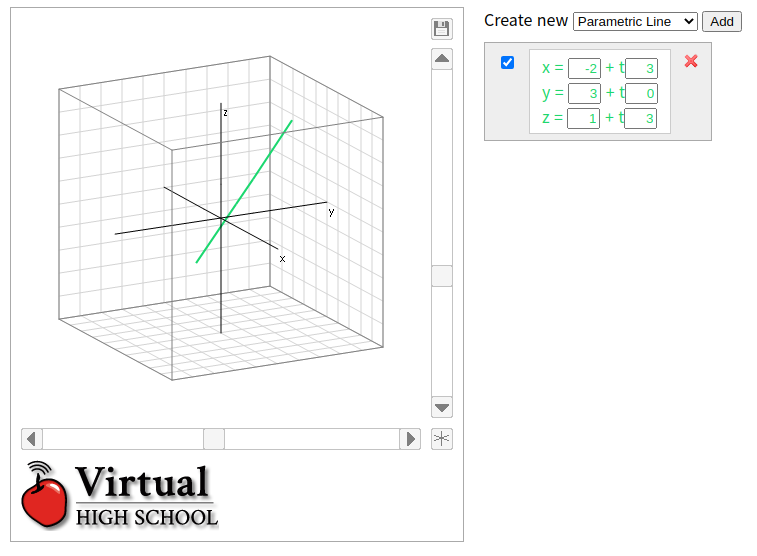 Create new Parametric Line Add
x = -2 + t 3
y = 3 + t 0
z = 1 + t 3
z
y
x
Virtual
HIGH SCHOOL